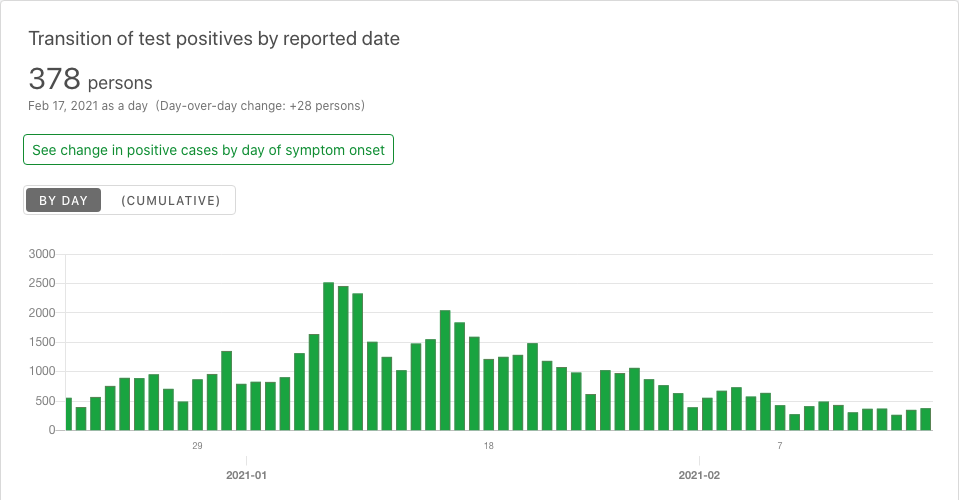 Transition of test positives by reported date
378 persons
Feb 17, 2021 as a day (Day-over-day change: +28 persons)
See change in positive cases by day of symptom onset
BY DAY (CUMULATIVE)
3000
2500
2000
1500
1000
500
0
29 18 7
2021-01 2021-02